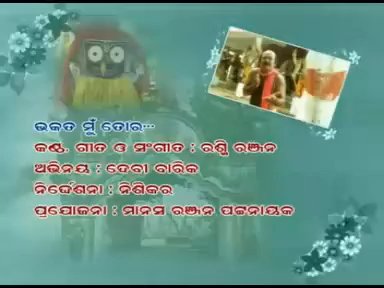 ଭକତ ମୁଁ ତୋର...
କଣ୍ଠ, ଗୀତ ଓ ସଂଗୀତ : ରଶ୍ମି ରଞ୍ଜନ
ଅଭିନୟ : ଦେବୀ ବାରିକ
ନିର୍ଦ୍ଦେଶନା : ନିଶିକର
ପ୍ରଯୋଜନା : ମାନସ ରଞ୍ଜନ ପଟ୍ଟନାୟକ